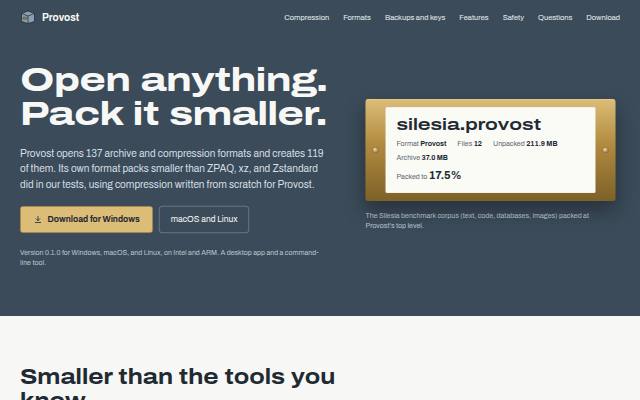 Provost
Compression Formats Backups and keys Features Safety Questions Download
Open anything.
Pack it smaller.
Provost opens 137 archive and compression formats and creates 119
of them. Its own format packs smaller than ZPAQ, xz, and Zstandard
did in our tests, using compression written from scratch for Provost.
Download for Windows
macOS and Linux
Version 0.1.0 for Windows, macOS, and Linux, on Intel and ARM. A desktop app and a command-
line tool.
silesia.provost
Format Provost Files 12 Unpacked 211.9 MB
Archive 37.0 MB
Packed to 17.5%
The Silesia benchmark corpus (text, code, databases, images) packed at
Provost's top level.
Smaller than the tools you
know